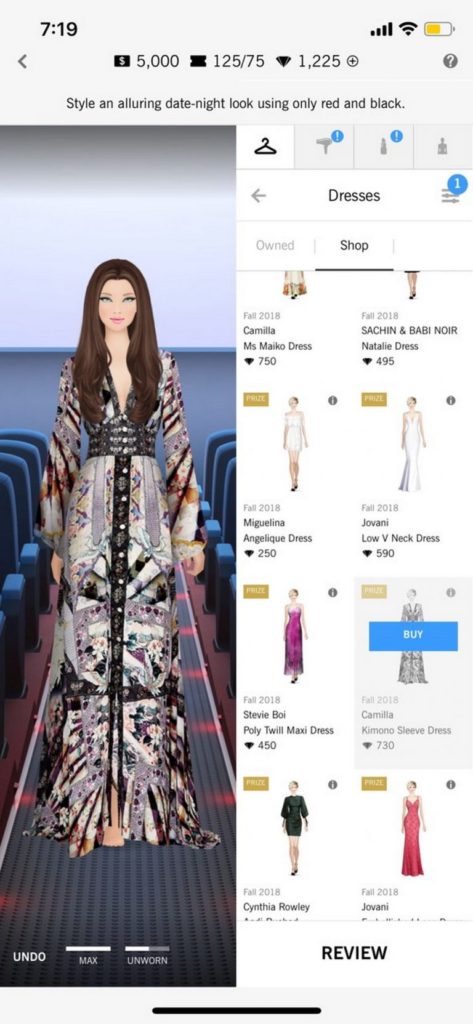 7:19
5,000 125/75 1,225
Style an alluring date-night look using only red and black.
! !
1
Dresses
Owned Shop
Fall 2018
Camilla
Ms Maiko Dress
750
Fall 2018
SACHIN & BABI NOIR
Natalie Dress
495
PRIZE
Fall 2018
Miguelina
Angelique Dress
250
PRIZE
Fall 2018
Jovani
Low V Neck Dress
590
PRIZE
Fall 2018
Stevie Boi
Poly Twill Maxi Dress
450
PRIZE
BUY
Fall 2018
Camilla
Kimono Sleeve Dress
730
PRIZE
Fall 2018
Cynthia Rowley
PRIZE
Fall 2018
Jovani
UNDO
MAX
UNWORN
REVIEW